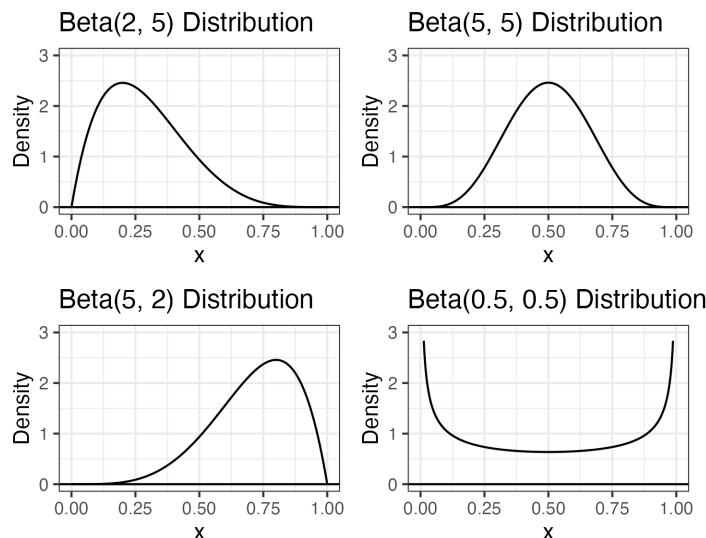 Beta(2, 5) Distribution
3
2
1
0
Density
0.00 0.25 0.50 0.75 1.00
x
Beta(5, 5) Distribution
3
2
1
0
Density
0.00 0.25 0.50 0.75 1.00
x
Beta(5, 2) Distribution
3
2
1
0
Density
0.00 0.25 0.50 0.75 1.00
x
Beta(0.5, 0.5) Distribution
3
2
1
0
Density
0.00 0.25 0.50 0.75 1.00
x